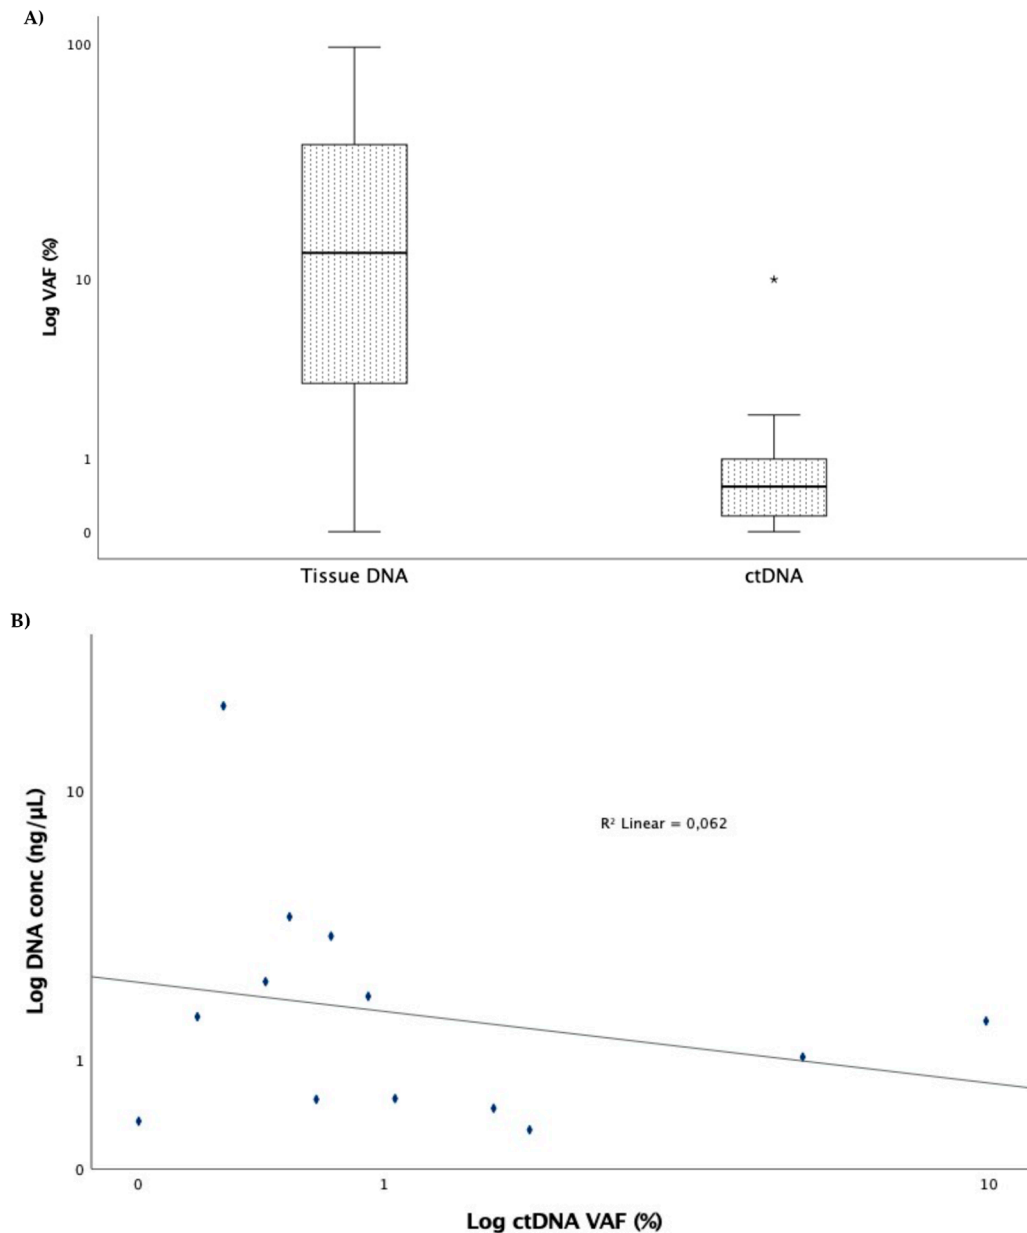 A)
100
Log VAF (%)
10
*
1
0
Tissue DNA
ctDNA
B)
Log DNA conc (ng/µL)
10
R² Linear = 0,062
1
0
0
1
10
Log ctDNA VAF (%)